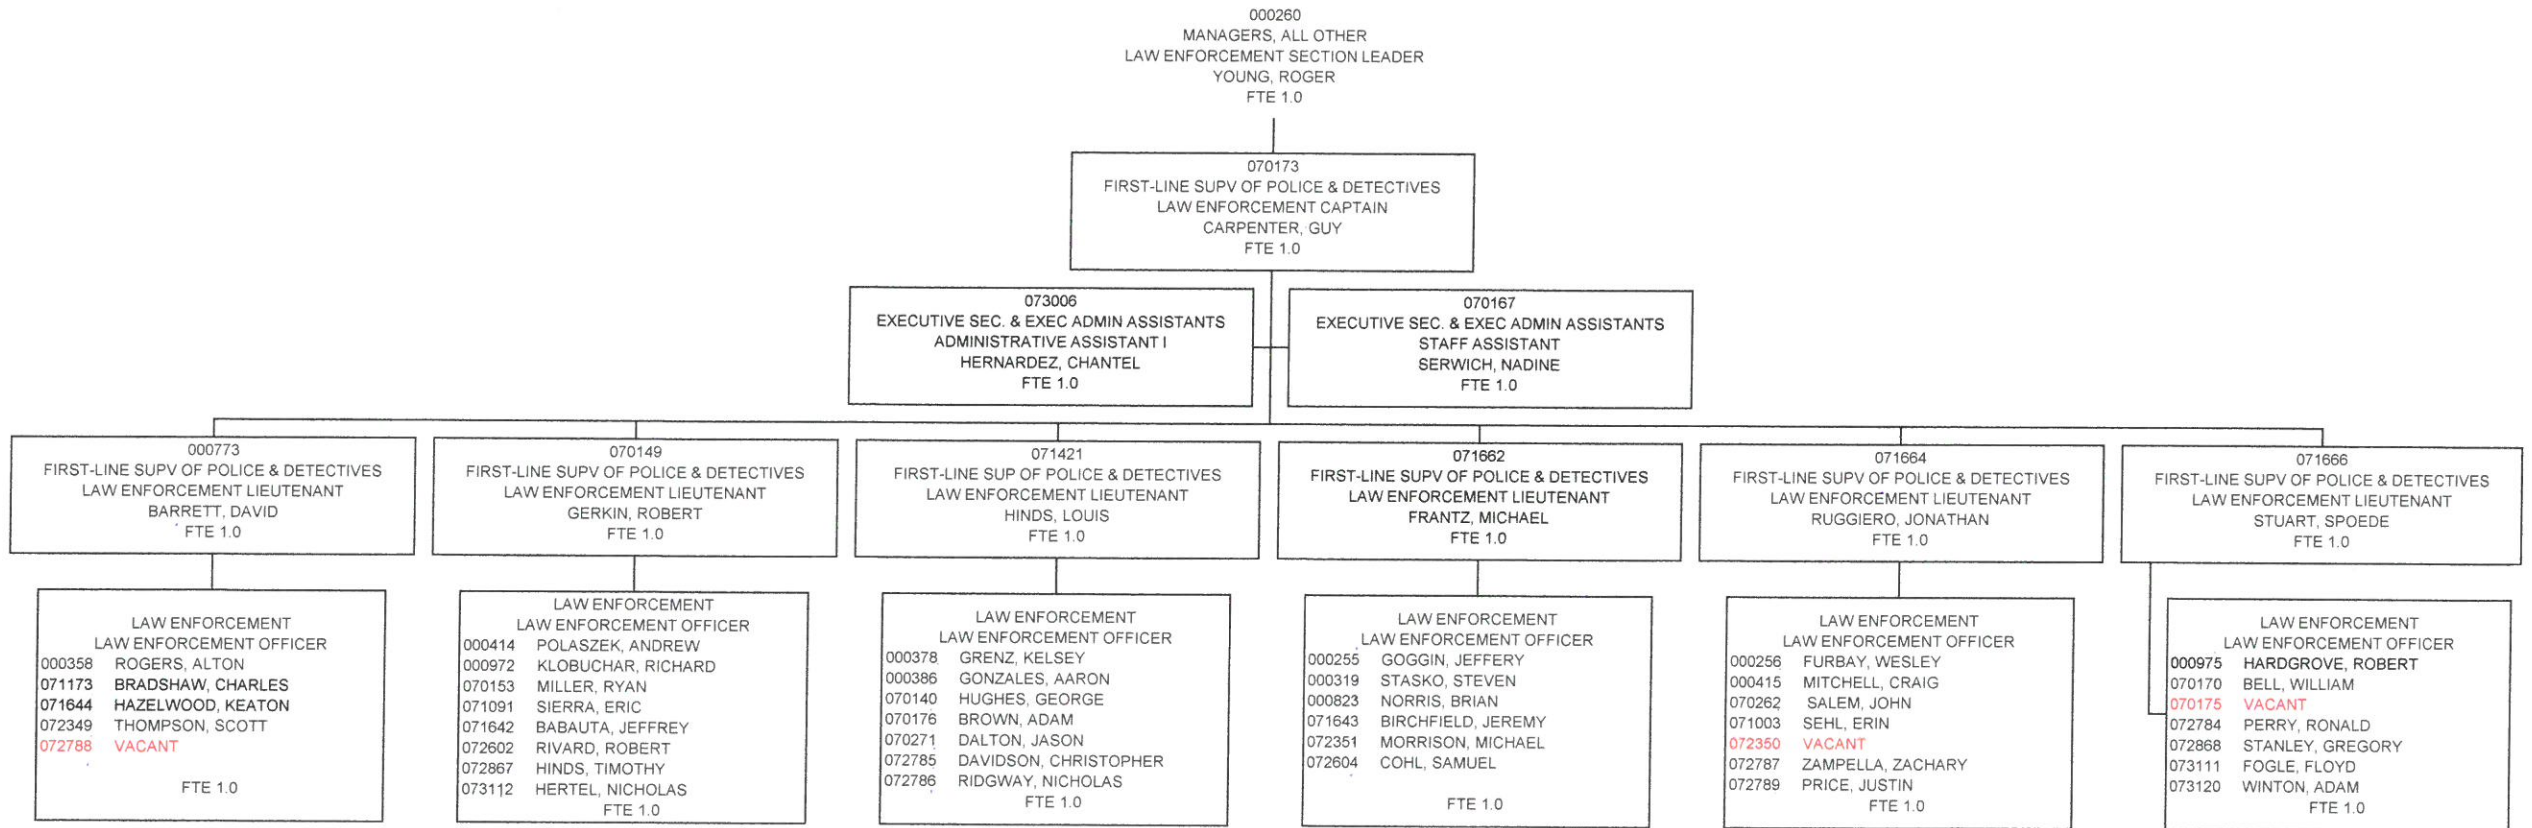 000260
MANAGERS, ALL OTHER
LAW ENFORCEMENT SECTION LEADER
YOUNG, ROGER
FTE 1.0
070173
FIRST-LINE SUPV OF POLICE & DETECTIVES
LAW ENFORCEMENT CAPTAIN
CARPENTER, GUY
FTE 1.0
073006
EXECUTIVE SEC. & EXEC ADMIN ASSISTANTS
ADMINISTRATIVE ASSISTANT I
HERNARDEZ, CHANTEL
FTE 1.0
070167
EXECUTIVE SEC. & EXEC ADMIN ASSISTANTS
STAFF ASSISTANT
SERWICH, NADINE
FTE 1.0
000773
FIRST-LINE SUPV OF POLICE & DETECTIVES
LAW ENFORCEMENT LIEUTENANT
BARRETT, DAVID
FTE 1.0
070149
FIRST-LINE SUPV OF POLICE & DETECTIVES
LAW ENFORCEMENT LIEUTENANT
GERKIN, ROBERT
FTE 1.0
071421
FIRST-LINE SUP OF POLICE & DETECTIVES
LAW ENFORCEMENT LIEUTENANT
HINDS, LOUIS
FTE 1.0
071662
FIRST-LINE SUPV OF POLICE & DETECTIVES
LAW ENFORCEMENT LIEUTENANT
FRANTZ, MICHAEL
FTE 1.0
071664
FIRST-LINE SUPV OF POLICE & DETECTIVES
LAW ENFORCEMENT LIEUTENANT
RUGGIERO, JONATHAN
FTE 1.0
071666
FIRST-LINE SUPV OF POLICE & DETECTIVES
LAW ENFORCEMENT LIEUTENANT
STUART, SPOEDE
FTE 1.0
LAW ENFORCEMENT
LAW ENFORCEMENT OFFICER
000358 ROGERS, ALTON
071173 BRADSHAW, CHARLES
071644 HAZELWOOD, KEATON
072349 THOMPSON, SCOTT
072788 VACANT
FTE 1.0
LAW ENFORCEMENT
LAW ENFORCEMENT OFFICER
000414 POLASZEK, ANDREW
000972 KLOBUCHAR, RICHARD
070153 MILLER, RYAN
071091 SIERRA, ERIC
071642 BABAUTA, JEFFREY
072602 RIVARD, ROBERT
072867 HINDS, TIMOTHY
073112 HERTEL, NICHOLAS
FTE 1.0
LAW ENFORCEMENT
LAW ENFORCEMENT OFFICER
000378 GRENZ, KELSEY
000386 GONZALES, AARON
070140 HUGHES, GEORGE
070176 BROWN, ADAM
070271 DALTON, JASON
072785 DAVIDSON, CHRISTOPHER
072786 RIDGWAY, NICHOLAS
FTE 1.0
LAW ENFORCEMENT
LAW ENFORCEMENT OFFICER
000255 GOGGIN, JEFFERY
000319 STASKO, STEVEN
000823 NORRIS, BRIAN
071643 BIRCHFIELD, JEREMY
072351 MORRISON, MICHAEL
072604 COHL, SAMUEL
FTE 1.0
LAW ENFORCEMENT
LAW ENFORCEMENT OFFICER
000256 FURBAY, WESLEY
000415 MITCHELL, CRAIG
070262 SALEM, JOHN
071003 SEHL, ERIN
072350 VACANT
072787 ZAMPELLA, ZACHARY
072789 PRICE, JUSTIN
FTE 1.0
LAW ENFORCEMENT
LAW ENFORCEMENT OFFICER
000975 HARDGROVE, ROBERT
070170 BELL, WILLIAM
070175 VACANT
072784 PERRY, RONALD
072868 STANLEY, GREGORY
073111 FOGLE, FLOYD
073120 WINTON, ADAM
FTE 1.0